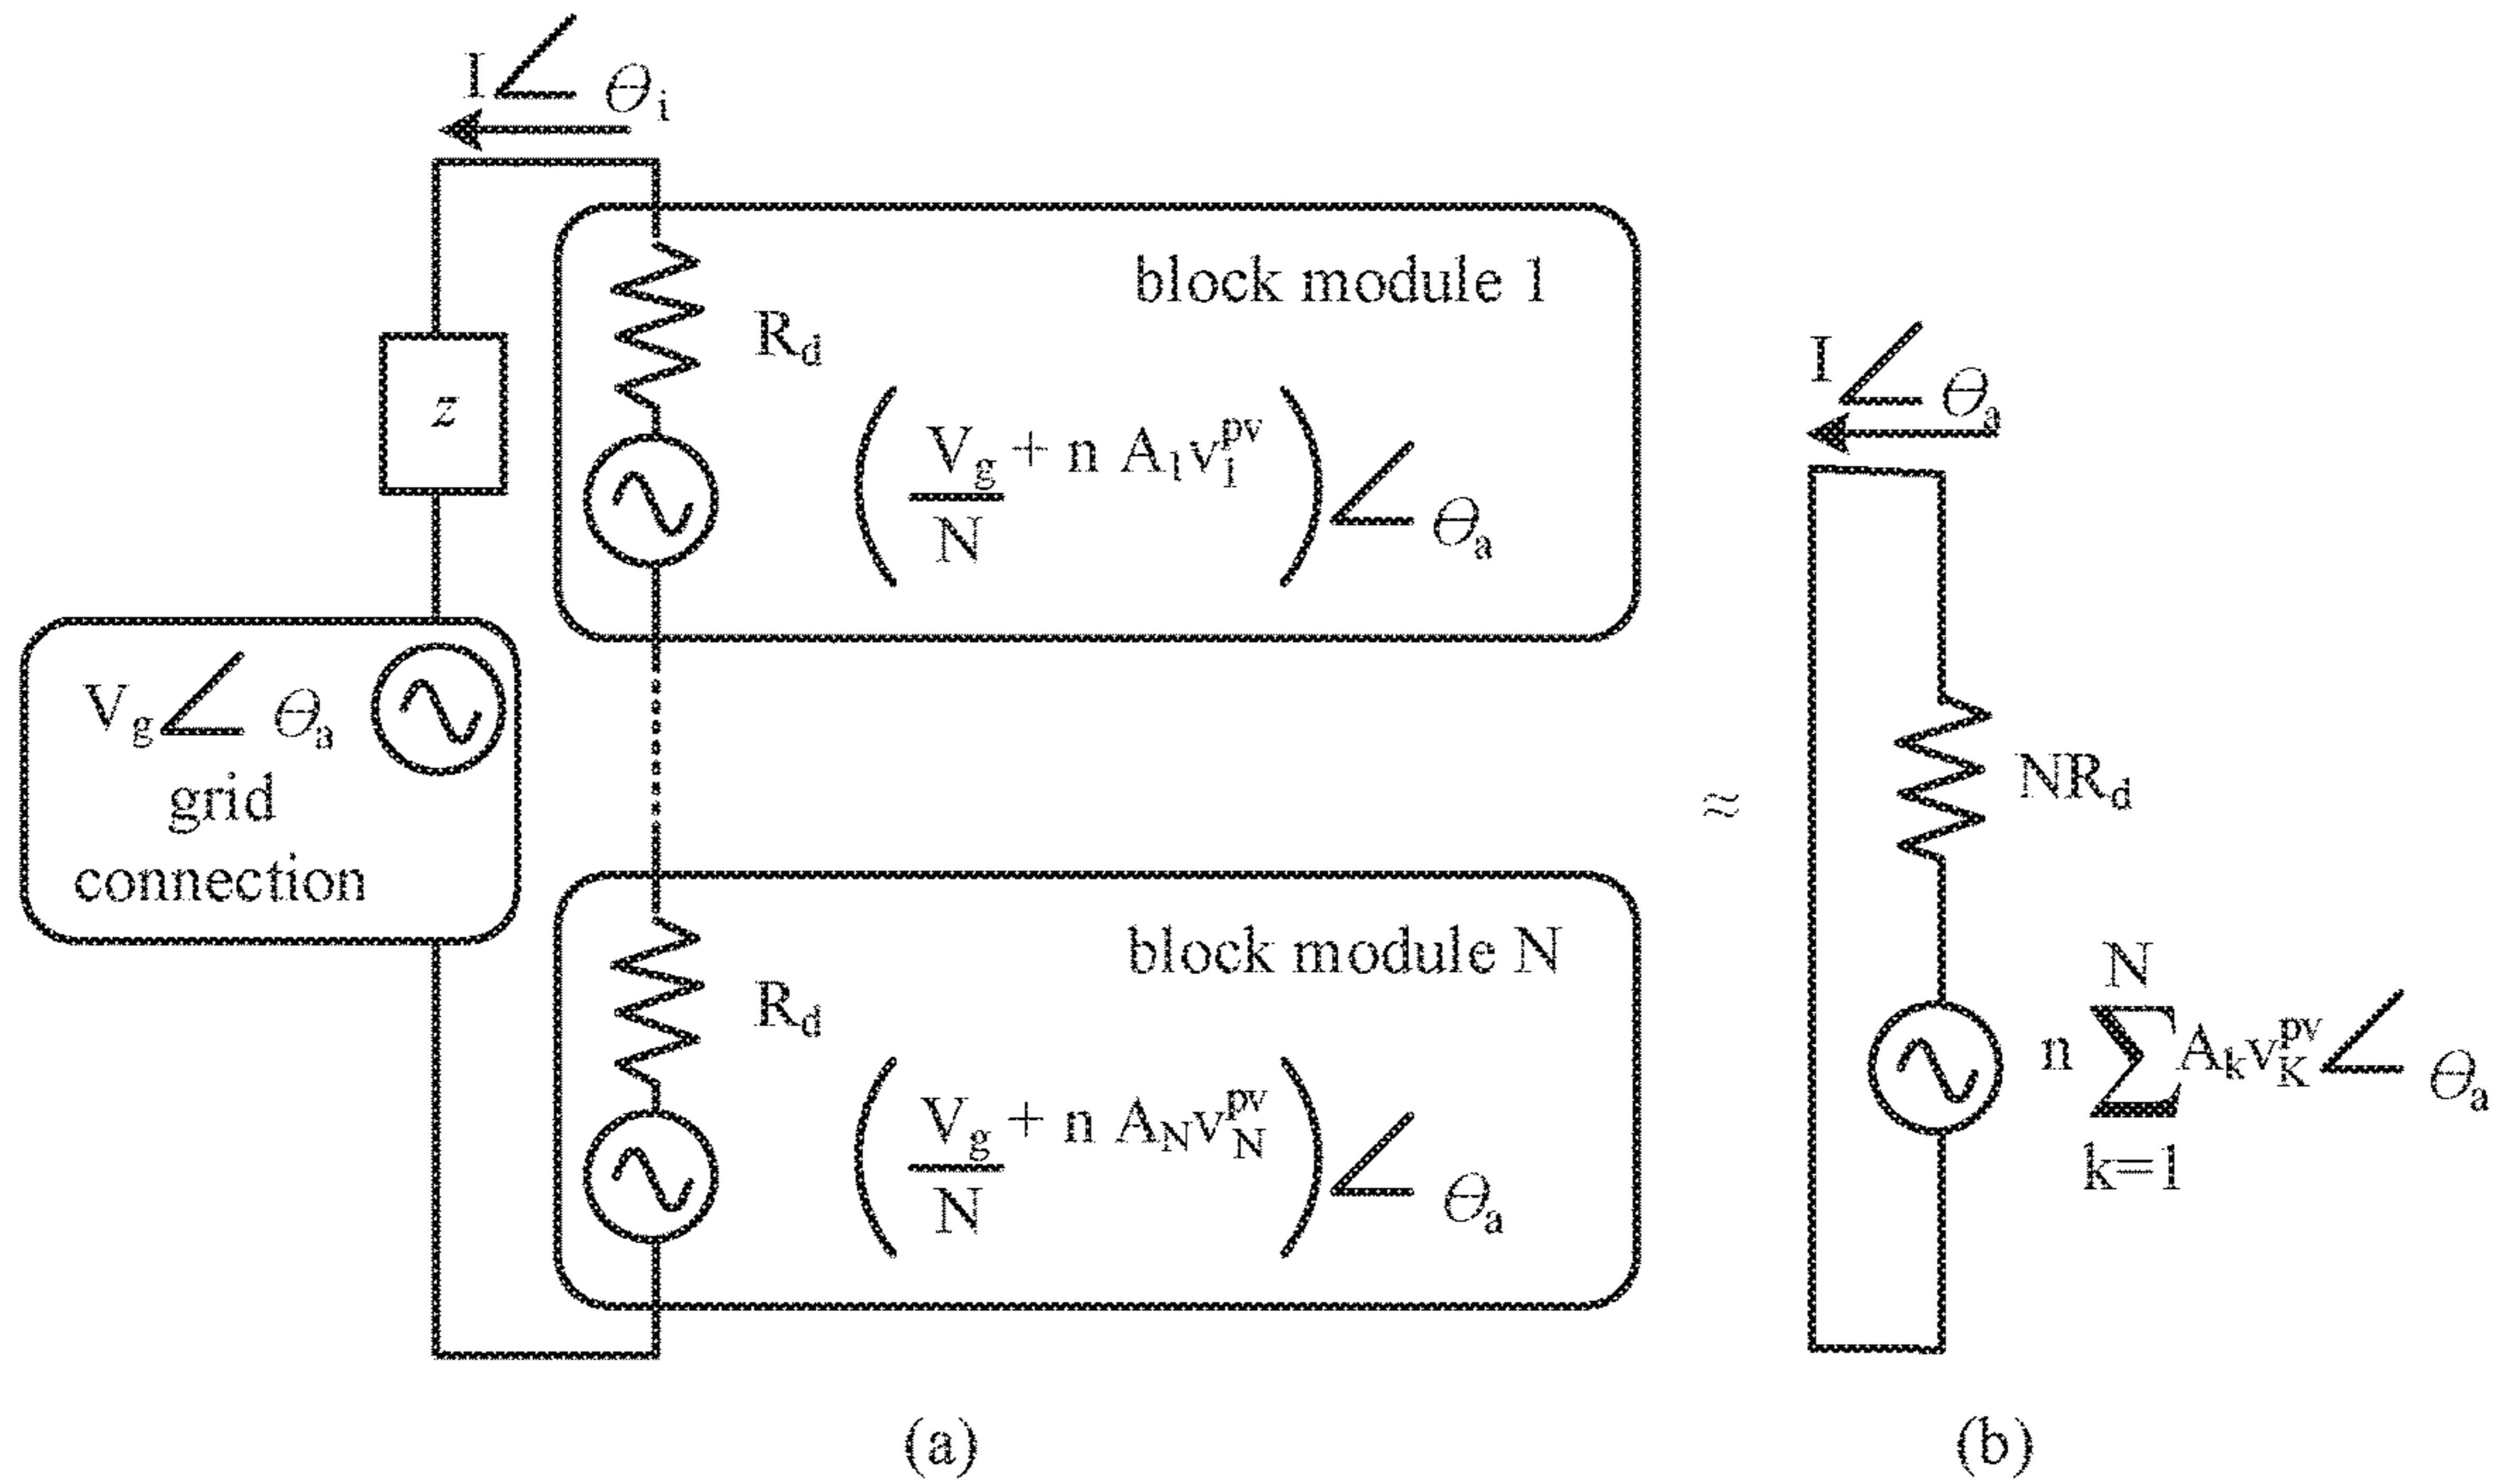 I∠θi
block module 1
Rd
z
(Vg/N + n A1v1pv)∠θa
Vg∠θa
grid
connection
block module N
Rd
(Vg/N + n ANvNpv)∠θa
(a)
≈
I∠θa
NRd
n N∑k=1 AkvKpv∠θa
(b)